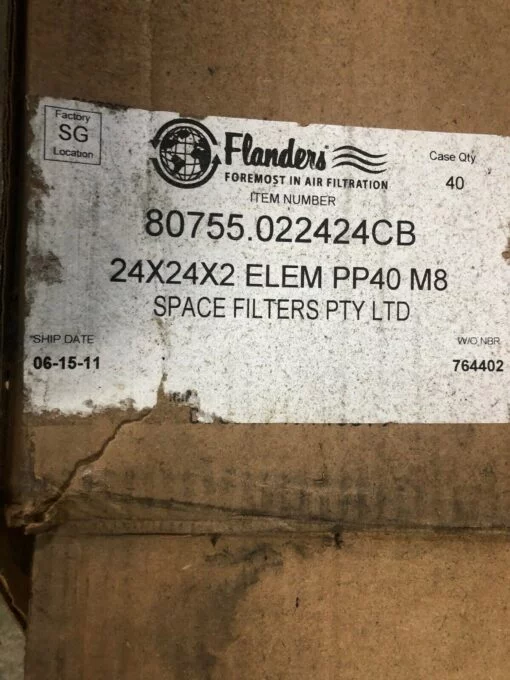 Factory
SG
Location
Flanders
FOREMOST IN AIR FILTRATION
Case Qty
40
ITEM NUMBER
80755.022424CB
24X24X2 ELEM PP40 M8
SPACE FILTERS PTY LTD
*SHIP DATE
06-15-11
W/O NBR
764402